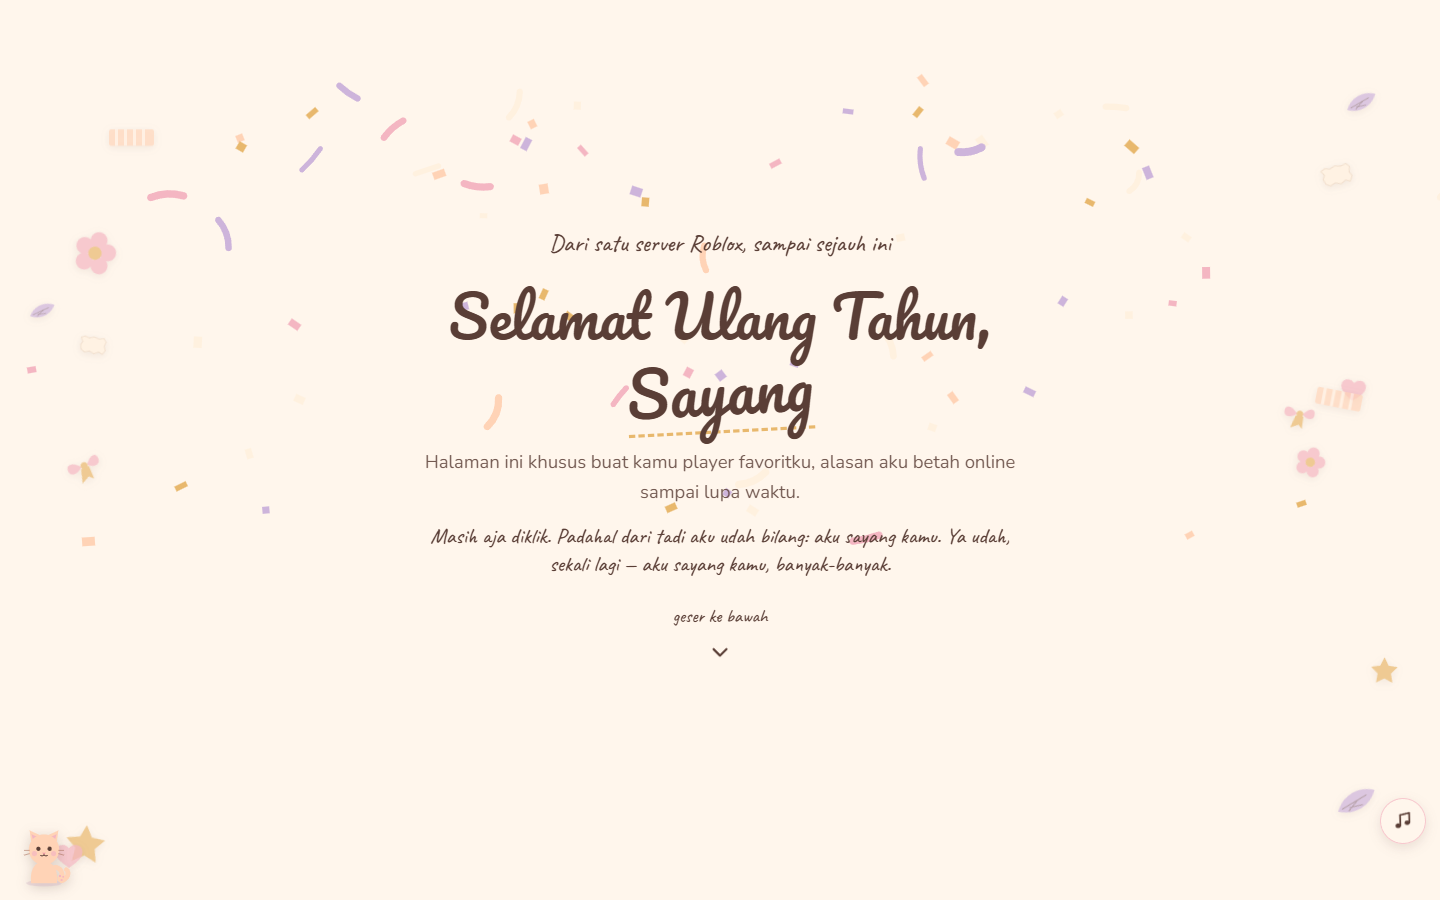 Dari satu server Roblox, sampai sejauh ini
Selamat Ulang Tahun,
Sayang
Halaman ini khusus buat kamu player favoritku, alasan aku betah online
sampai lupa waktu.
Masih aja diklik. Padahal dari tadi aku udah bilang: aku sayang kamu. Ya udah,
sekali lagi — aku sayang kamu, banyak-banyak.
geser ke bawah